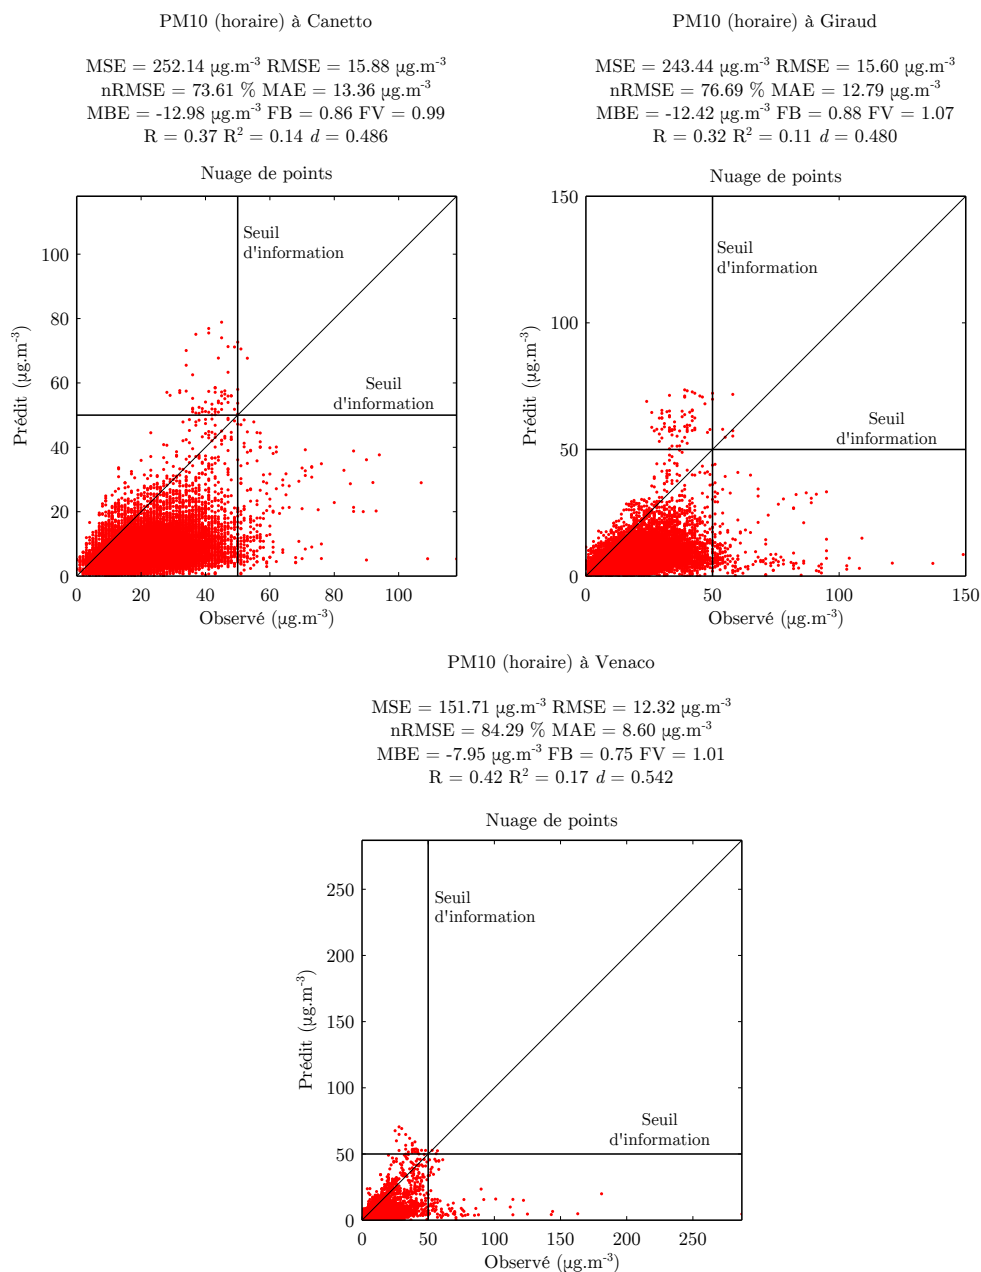 PM10 (horaire) à Canetto
MSE = 252.14 µg.m-3 RMSE = 15.88 µg.m-3
nRMSE = 73.61 % MAE = 13.36 µg.m-3
MBE = -12.98 µg.m-3 FB = 0.86 FV = 0.99
R = 0.37 R2 = 0.14 d = 0.486
Nuage de points
Seuil
d'information
Seuil
d'information
Prédit (µg.m-3)
100
80
60
40
20
0
0 20 40 60 80 100
Observé (µg.m-3)
PM10 (horaire) à Giraud
MSE = 243.44 µg.m-3 RMSE = 15.60 µg.m-3
nRMSE = 76.69 % MAE = 12.79 µg.m-3
MBE = -12.42 µg.m-3 FB = 0.88 FV = 1.07
R = 0.32 R2 = 0.11 d = 0.480
Nuage de points
Seuil
d'information
Seuil
d'information
Prédit (µg.m-3)
150
100
50
0
0 50 100 150
Observé (µg.m-3)
PM10 (horaire) à Venaco
MSE = 151.71 µg.m-3 RMSE = 12.32 µg.m-3
nRMSE = 84.29 % MAE = 8.60 µg.m-3
MBE = -7.95 µg.m-3 FB = 0.75 FV = 1.01
R = 0.42 R2 = 0.17 d = 0.542
Nuage de points
Seuil
d'information
Seuil
d'information
Prédit (µg.m-3)
250
200
150
100
50
0
0 50 100 150 200 250
Observé (µg.m-3)